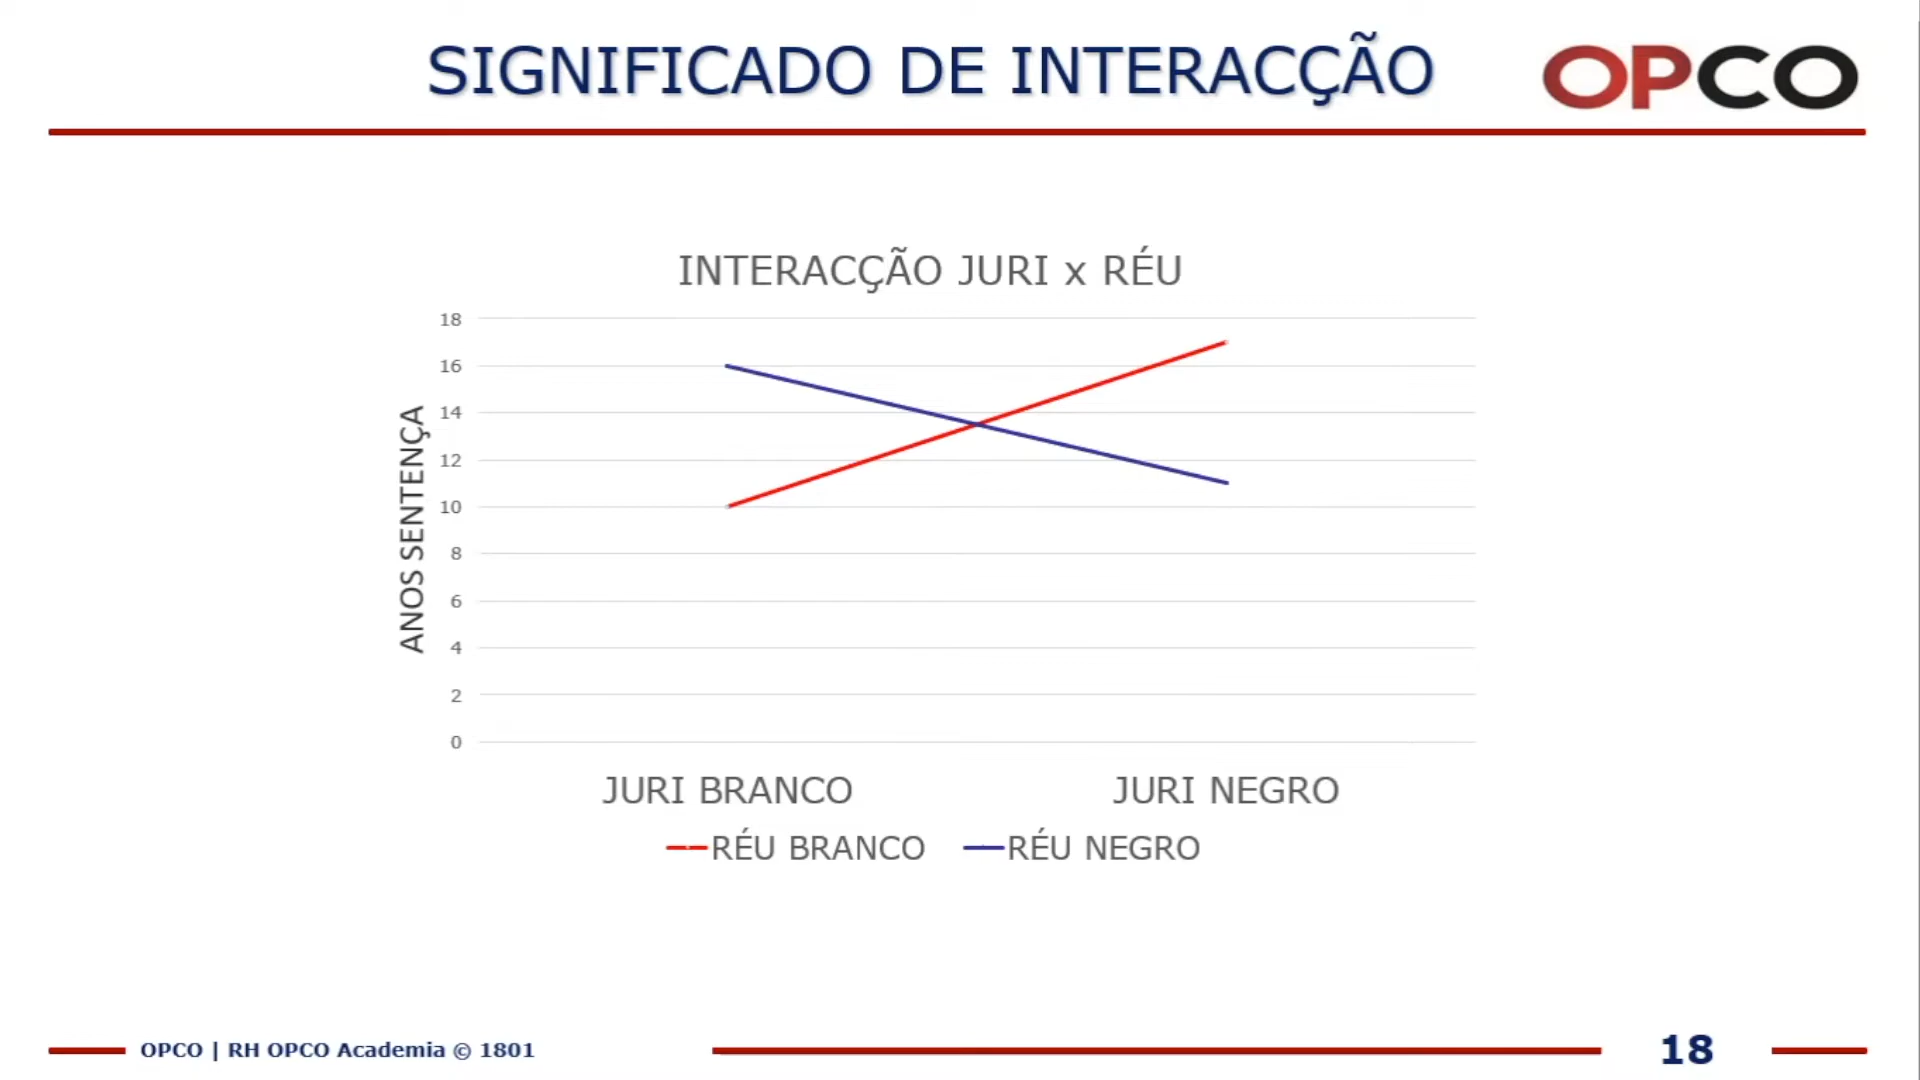 SIGNIFICADO DE INTERACÇÃO
OPCO
INTERACÇÃO JURI x RÉU
ANOS SENTENÇA
18
16
14
12
10
8
6
4
2
0
JURI BRANCO JURI NEGRO
RÉU BRANCO RÉU NEGRO
OPCO | RH OPCO Academia © 1801
18